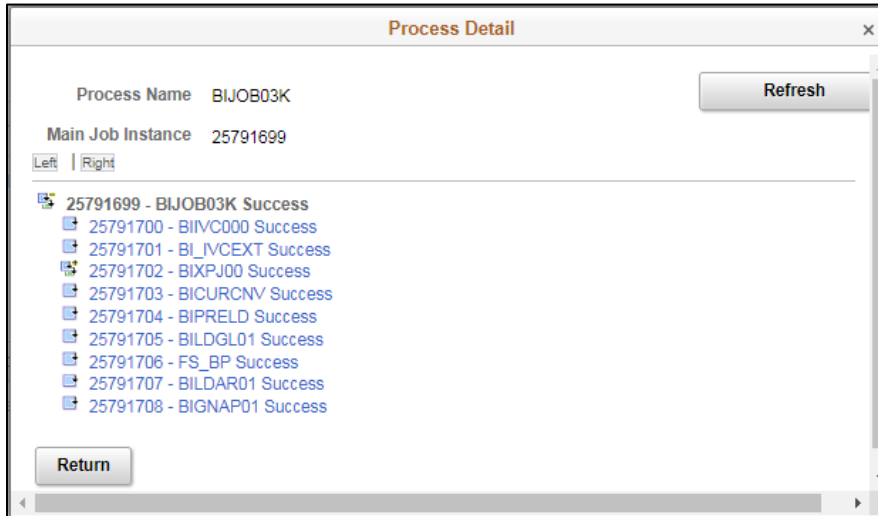 Process Detail
×
Process Name BIJOB03K
Refresh
Main Job Instance 25791699
Left | Right
25791699 - BIJOB03K Success
25791700 - BIIVC000 Success
25791701 - BI_IVCEXT Success
25791702 - BIXPJ00 Success
25791703 - BICURCNV Success
25791704 - BIPRELD Success
25791705 - BILDGL01 Success
25791706 - FS_BP Success
25791707 - BILDAR01 Success
25791708 - BIGNAP01 Success
Return